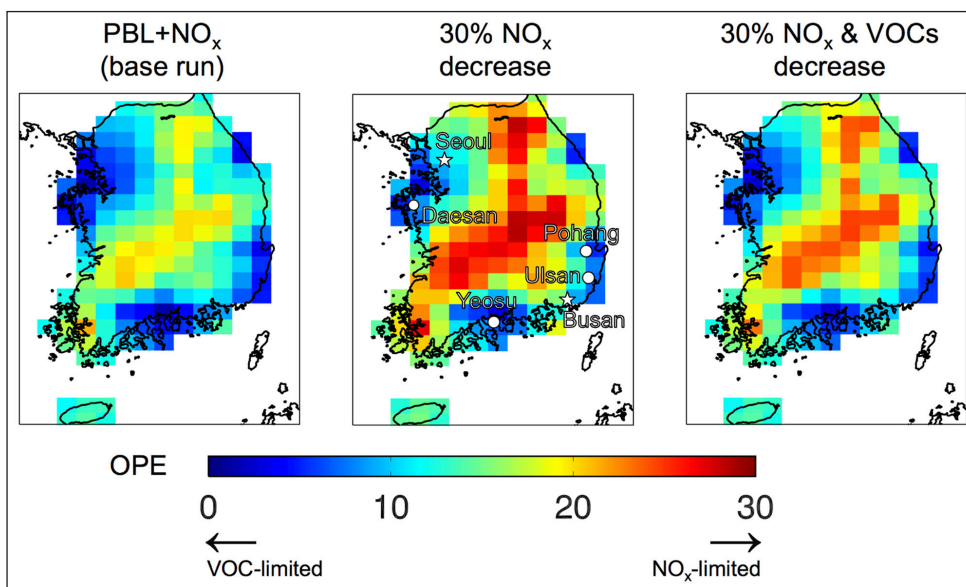 PBL+NOx
(base run)
30% NOx
decrease
30% NOx & VOCs
decrease
Seoul
Daesan
Pohang
Ulsan
Yeosu
Busan
OPE
0
10
20
30
VOC-limited
NOx-limited